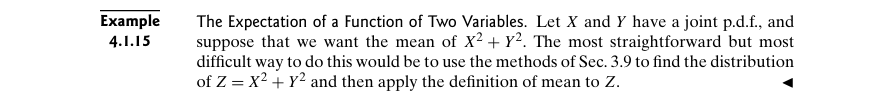 Example The Expectation of a Function of Two Variables. Let X and Y have a joint p.d.f., and
4.1.15 suppose that we want the mean of X² + Y². The most straightforward but most
difficult way to do this would be to use the methods of Sec. 3.9 to find the distribution
of Z = X² + Y² and then apply the definition of mean to Z. ◄